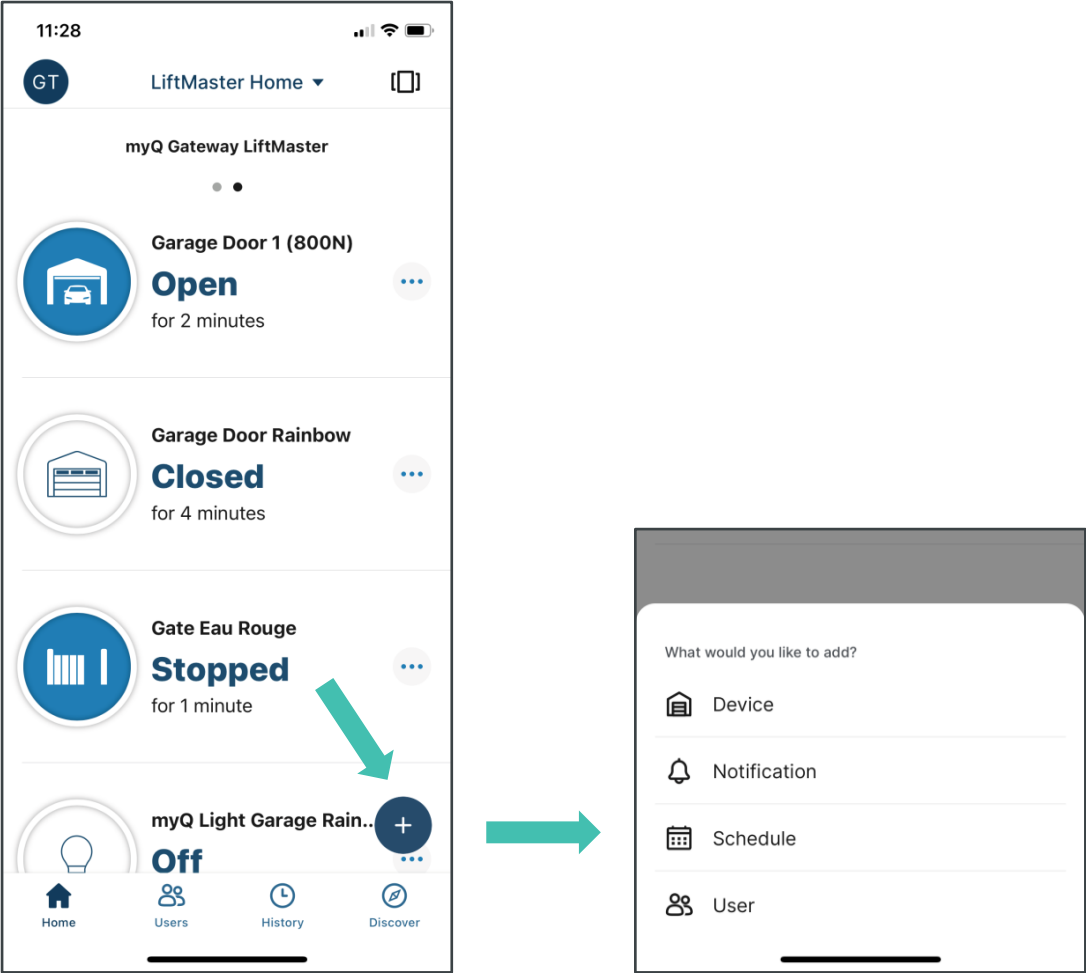 11:28
GT
LiftMaster Home
myQ Gateway LiftMaster
Garage Door 1 (800N)
Open
for 2 minutes
Garage Door Rainbow
Closed
for 4 minutes
Gate Eau Rouge
Stopped
for 1 minute
myQ Light Garage Rain..
Off
Home
Users
History
Discover
What would you like to add?
Device
Notification
Schedule
User